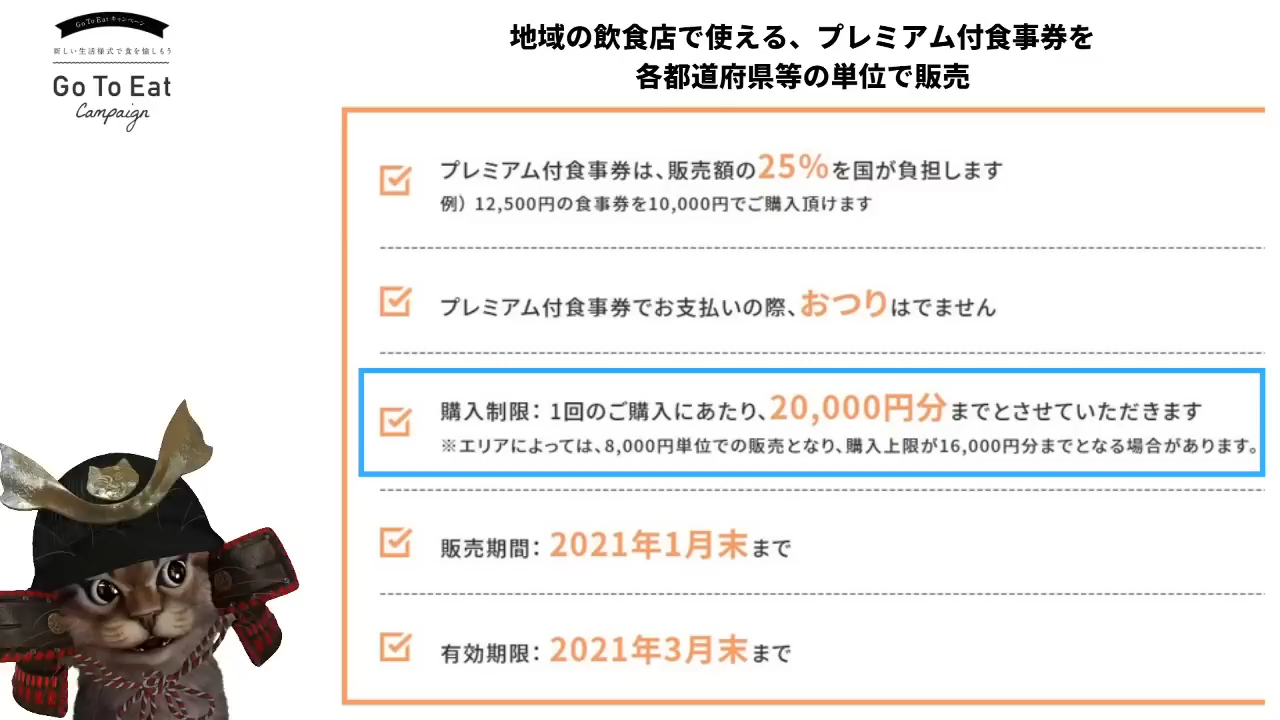 Go To Eat キャンペーン
新しい生活様式で食を愉しもう
Go To Eat
Campaign
地域の飲食店で使える、プレミアム付食事券を
各都道府県等の単位で販売
プレミアム付食事券は、販売額の25%を国が負担します
例）12,500円の食事券を10,000円でご購入頂けます
プレミアム付食事券でお支払いの際、おつりはでません
購入制限：1回のご購入にあたり、20,000円分までとさせていただきます
※エリアによっては、8,000円単位での販売となり、購入上限が16,000円分までとなる場合があります。
販売期間：2021年1月末まで
有効期限：2021年3月末まで